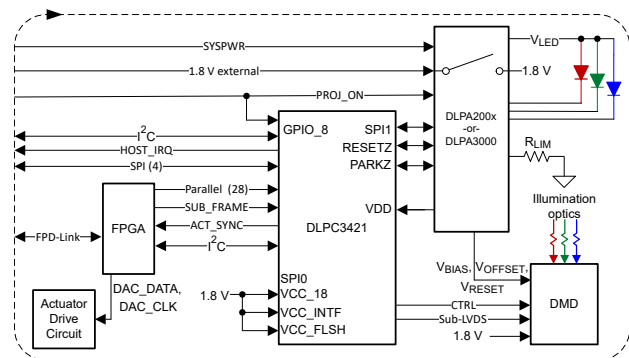 SYSPWR
1.8 V external
PROJ_ON
VLED
1.8 V
DLPA200x
-or-
DLPA3000
I2C
HOST_IRQ
SPI (4)
GPIO_8
SPI1
RESETZ
PARKZ
RLIM
Parallel (28)
SUB_FRAME
ACT_SYNC
I2C
FPGA
FPD-Link
DLPC3421
VDD
Illumination
optics
SPI0
VBIAS, VOFFSET,
VRESET
DAC_DATA,
DAC_CLK
Actuator
Drive
Circuit
1.8 V
VCC_18
VCC_INTF
VCC_FLSH
CTRL
Sub-LVDS
1.8 V
DMD